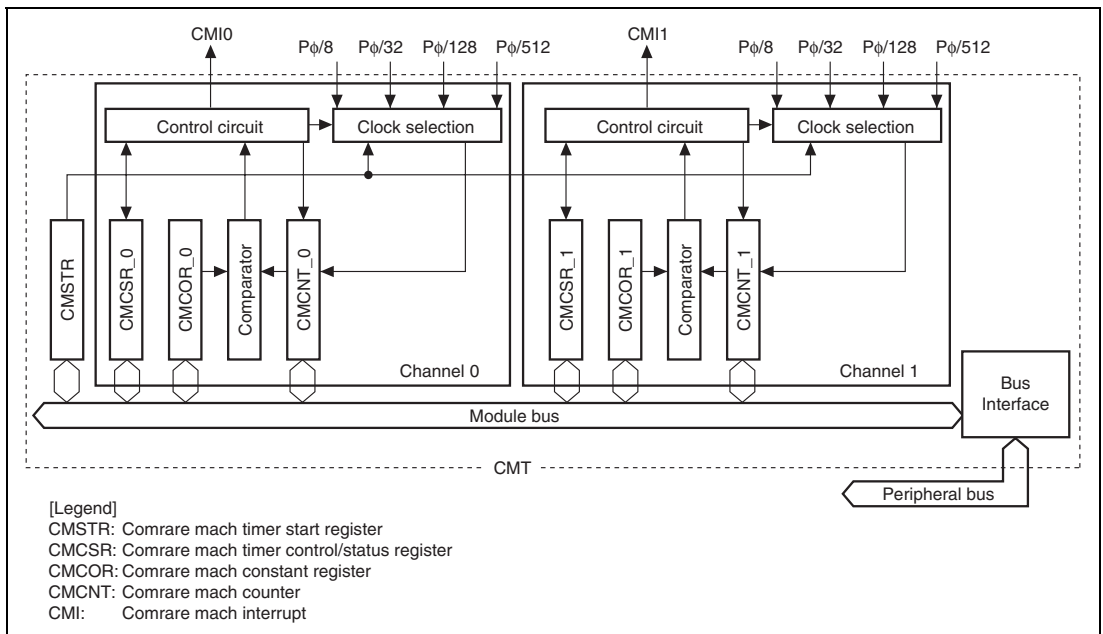 CMI0 Pϕ/8 Pϕ/32 Pϕ/128 Pϕ/512 CMI1 Pϕ/8 Pϕ/32 Pϕ/128 Pϕ/512
Control circuit Clock selection Control circuit Clock selection
CMSTR CMCSR_0 CMCOR_0 Comparator CMCNT_0 CMCSR_1 CMCOR_1 Comparator CMCNT_1
Channel 0 Channel 1
Bus
Interface
Module bus
CMT
Peripheral bus
[Legend]
CMSTR: Comrare mach timer start register
CMCSR: Comrare mach timer control/status register
CMCOR: Comrare mach constant register
CMCNT: Comrare mach counter
CMI: Comrare mach interrupt